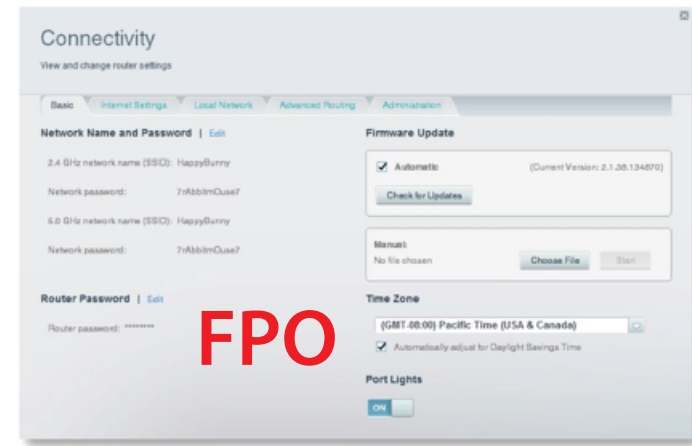 Connectivity
View and change router settings
Basic
Internet Settings
Local Network
Advanced Routing
Administration
Network Name and Password | Edit
2.4 GHz network name (SSID): HappyBunny
Network password:
5.0 GHz network name (SSID): HappyBunny
Network password:
Router Password | Edit
Router password: ********
FPO
Firmware Update
Automatic
(Current Version: 2.1.38.134870)
Check for Updates
Manual:
No file chosen
Choose File
Start
Time Zone
(GMT-08:00) Pacific Time (USA & Canada)
Automatically adjust for Daylight Savings Time
Port Lights
ON